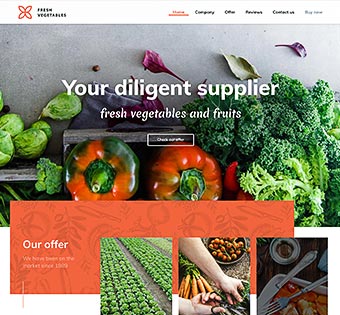 FRESH
VEGETABLES
Home Company Offer Reviews Contact us Buy now
Your diligent supplier
fresh vegetables and fruits
Check our offer
Our offer
We have been on the
market since 1989.